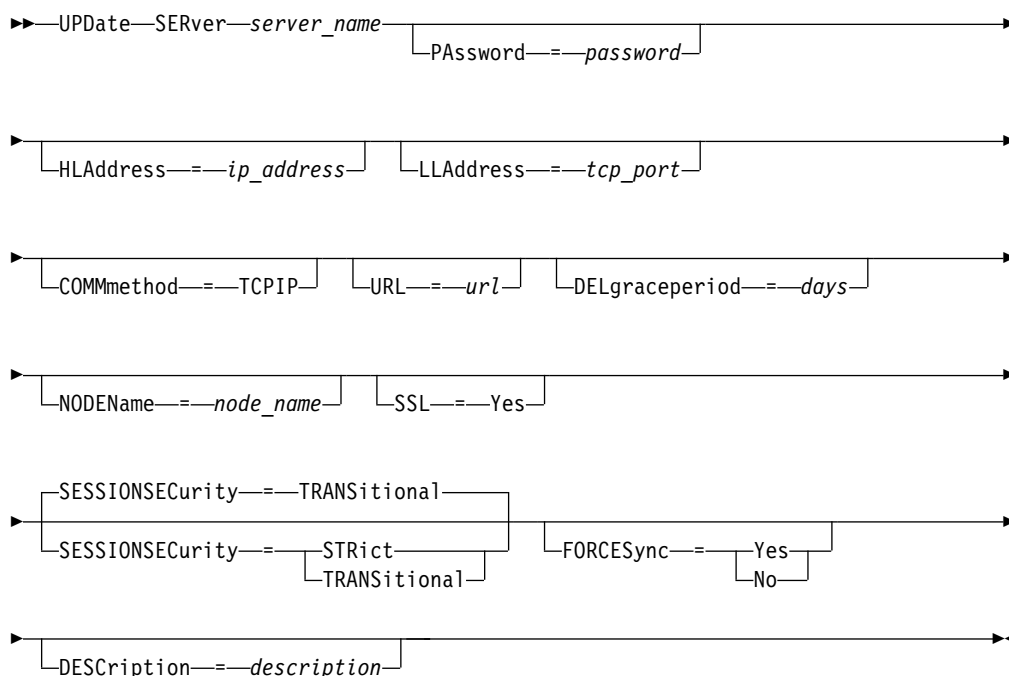 UPDate SERver server_name
PAssword = password
HLAddress = ip_address LLAddress = tcp_port
COMMmethod = TCPIP URL = url DELgraceperiod = days
NODEName = node_name SSL = Yes
SESSIONSECurity = TRANSitional
SESSIONSECurity = STRict FORCESync = Yes
TRANSitional No
DESCription = description